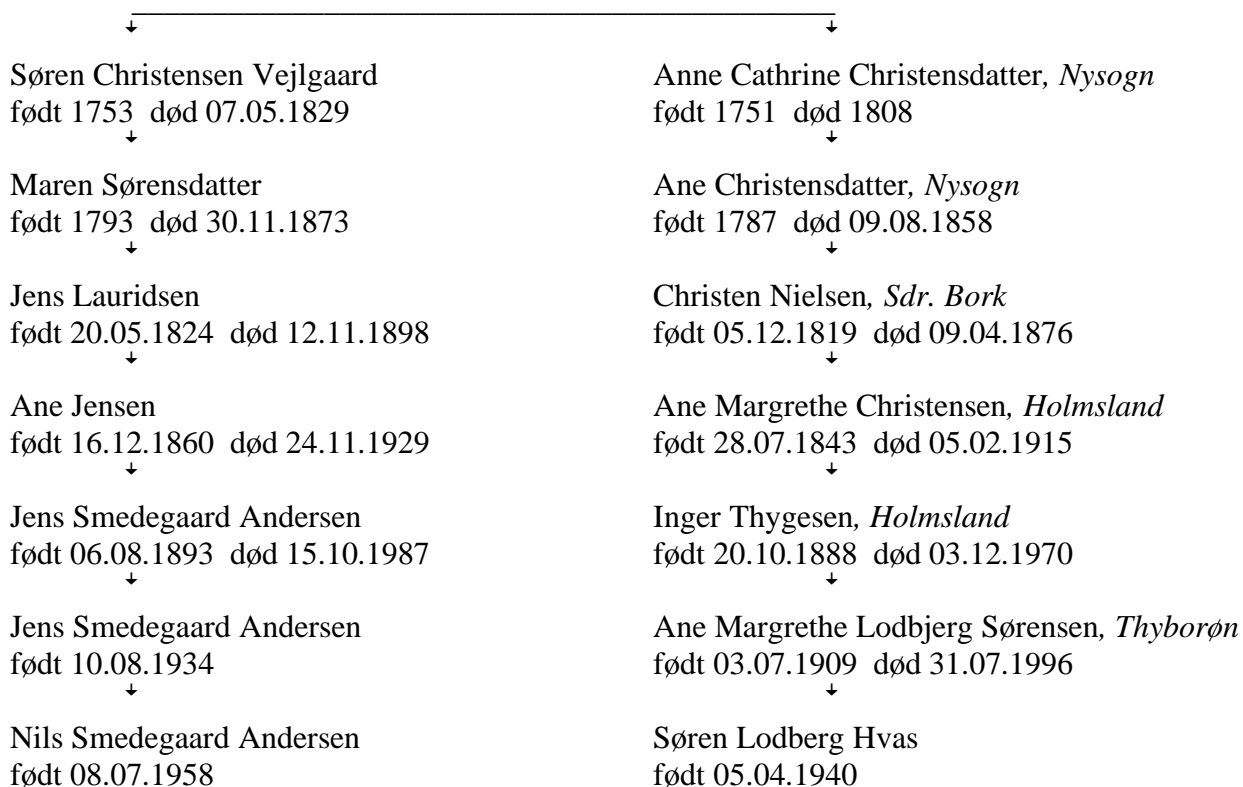 Søren Christensen Vejlgaard
født 1753 død 07.05.1829
Maren Sørensdatter
født 1793 død 30.11.1873
Jens Lauridsen
født 20.05.1824 død 12.11.1898
Ane Jensen
født 16.12.1860 død 24.11.1929
Jens Smedegaard Andersen
født 06.08.1893 død 15.10.1987
Jens Smedegaard Andersen
født 10.08.1934
Nils Smedegaard Andersen
født 08.07.1958
Anne Cathrine Christensdatter, Nysogn
født 1751 død 1808
Ane Christensdatter, Nysogn
født 1787 død 09.08.1858
Christen Nielsen, Sdr. Bork
født 05.12.1819 død 09.04.1876
Ane Margrethe Christensen, Holmsland
født 28.07.1843 død 05.02.1915
Inger Thygesen, Holmsland
født 20.10.1888 død 03.12.1970
Ane Margrethe Lodbjerg Sørensen, Thyborøn
født 03.07.1909 død 31.07.1996
Søren Lodberg Hvas
født 05.04.1940